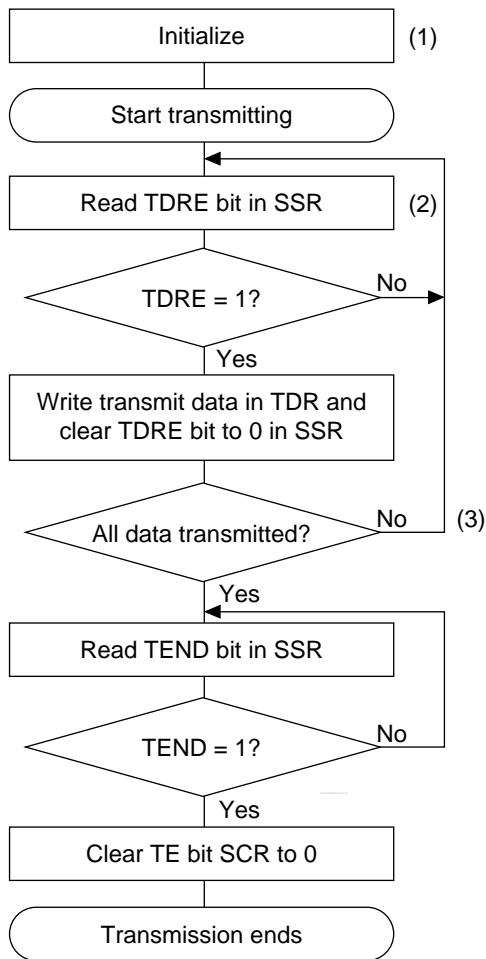 Initialize
(1)
Start transmitting
Read TDRE bit in SSR
(2)
TDRE = 1?
No
Yes
Write transmit data in TDR and
clear TDRE bit to 0 in SSR
All data transmitted?
No
(3)
Yes
Read TEND bit in SSR
TEND = 1?
No
Yes
Clear TE bit SCR to 0
Transmission ends